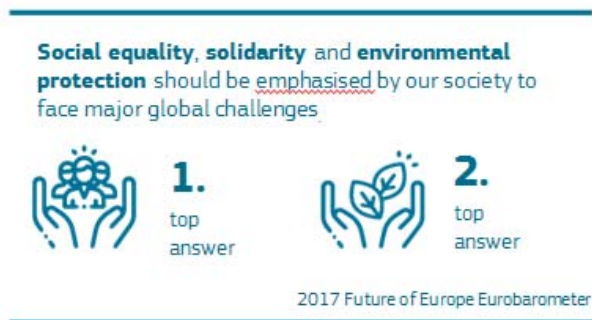 Social equality, solidarity and environmental
protection should be emphasised by our society to
face major global challenges
1.
top
answer
2.
top
answer
2017 Future of Europe Eurobarometer